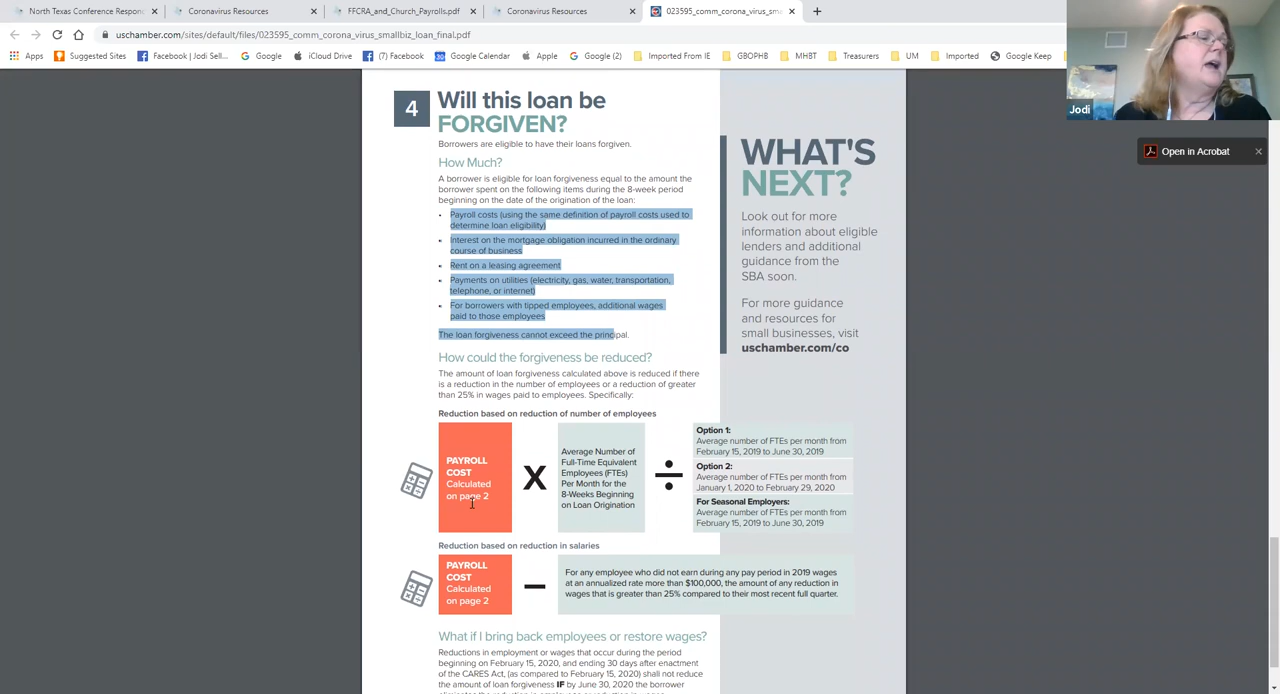 North Texas Conference Respon
Coronavirus Resources
FFCRA_and_Church_Payrolls.pdf
Coronavirus Resources
023595_comm_corona_virus_sma
uschamber.com/sites/default/files/023595_comm_corona_virus_smallbiz_loan_final.pdf
Apps
Suggested Sites
Facebook | Jodi Sell...
Google
iCloud Drive
(7) Facebook
Google Calendar
Apple
Google (2)
Imported From IE
GBOPHB
MHBT
Treasurers
UM
Imported
Google Keep
Jodi
Open in Acrobat
4
Will this loan be
FORGIVEN?
Borrowers are eligible to have their loans forgiven.
How Much?
A borrower is eligible for loan forgiveness equal to the amount the
borrower spent on the following items during the 8-week period
beginning on the date of the origination of the loan:
• Payroll costs (using the same definition of payroll costs used to
determine loan eligibility)
• Interest on the mortgage obligation incurred in the ordinary
course of business
• Rent on a leasing agreement
• Payments on utilities (electricity, gas, water, transportation,
telephone, or internet)
• For borrowers with tipped employees, additional wages
paid to those employees
The loan forgiveness cannot exceed the principal.
How could the forgiveness be reduced?
The amount of loan forgiveness calculated above is reduced if there
is a reduction in the number of employees or a reduction of greater
than 25% in wages paid to employees. Specifically:
Reduction based on reduction of number of employees
PAYROLL
COST
Calculated
on page 2
X
Average Number of
Full-Time Equivalent
Employees (FTEs)
Per Month for the
8-Weeks Beginning
on Loan Origination
÷
Option 1:
Average number of FTEs per month from
February 15, 2019 to June 30, 2019
Option 2:
Average number of FTEs per month from
January 1, 2020 to February 29, 2020
For Seasonal Employers:
Average number of FTEs per month from
February 15, 2019 to June 30, 2019
Reduction based on reduction in salaries
PAYROLL
COST
Calculated
on page 2
–
For any employee who did not earn during any pay period in 2019 wages
at an annualized rate more than $100,000, the amount of any reduction in
wages that is greater than 25% compared to their most recent full quarter.
What if I bring back employees or restore wages?
Reductions in employment or wages that occur during the period
beginning on February 15, 2020, and ending 30 days after enactment
of the CARES Act, (as compared to February 15, 2020) shall not reduce
the amount of loan forgiveness IF by June 30, 2020 the borrower
WHAT'S
NEXT?
Look out for more
information about eligible
lenders and additional
guidance from the
SBA soon.
For more guidance
and resources for
small businesses, visit
uschamber.com/co